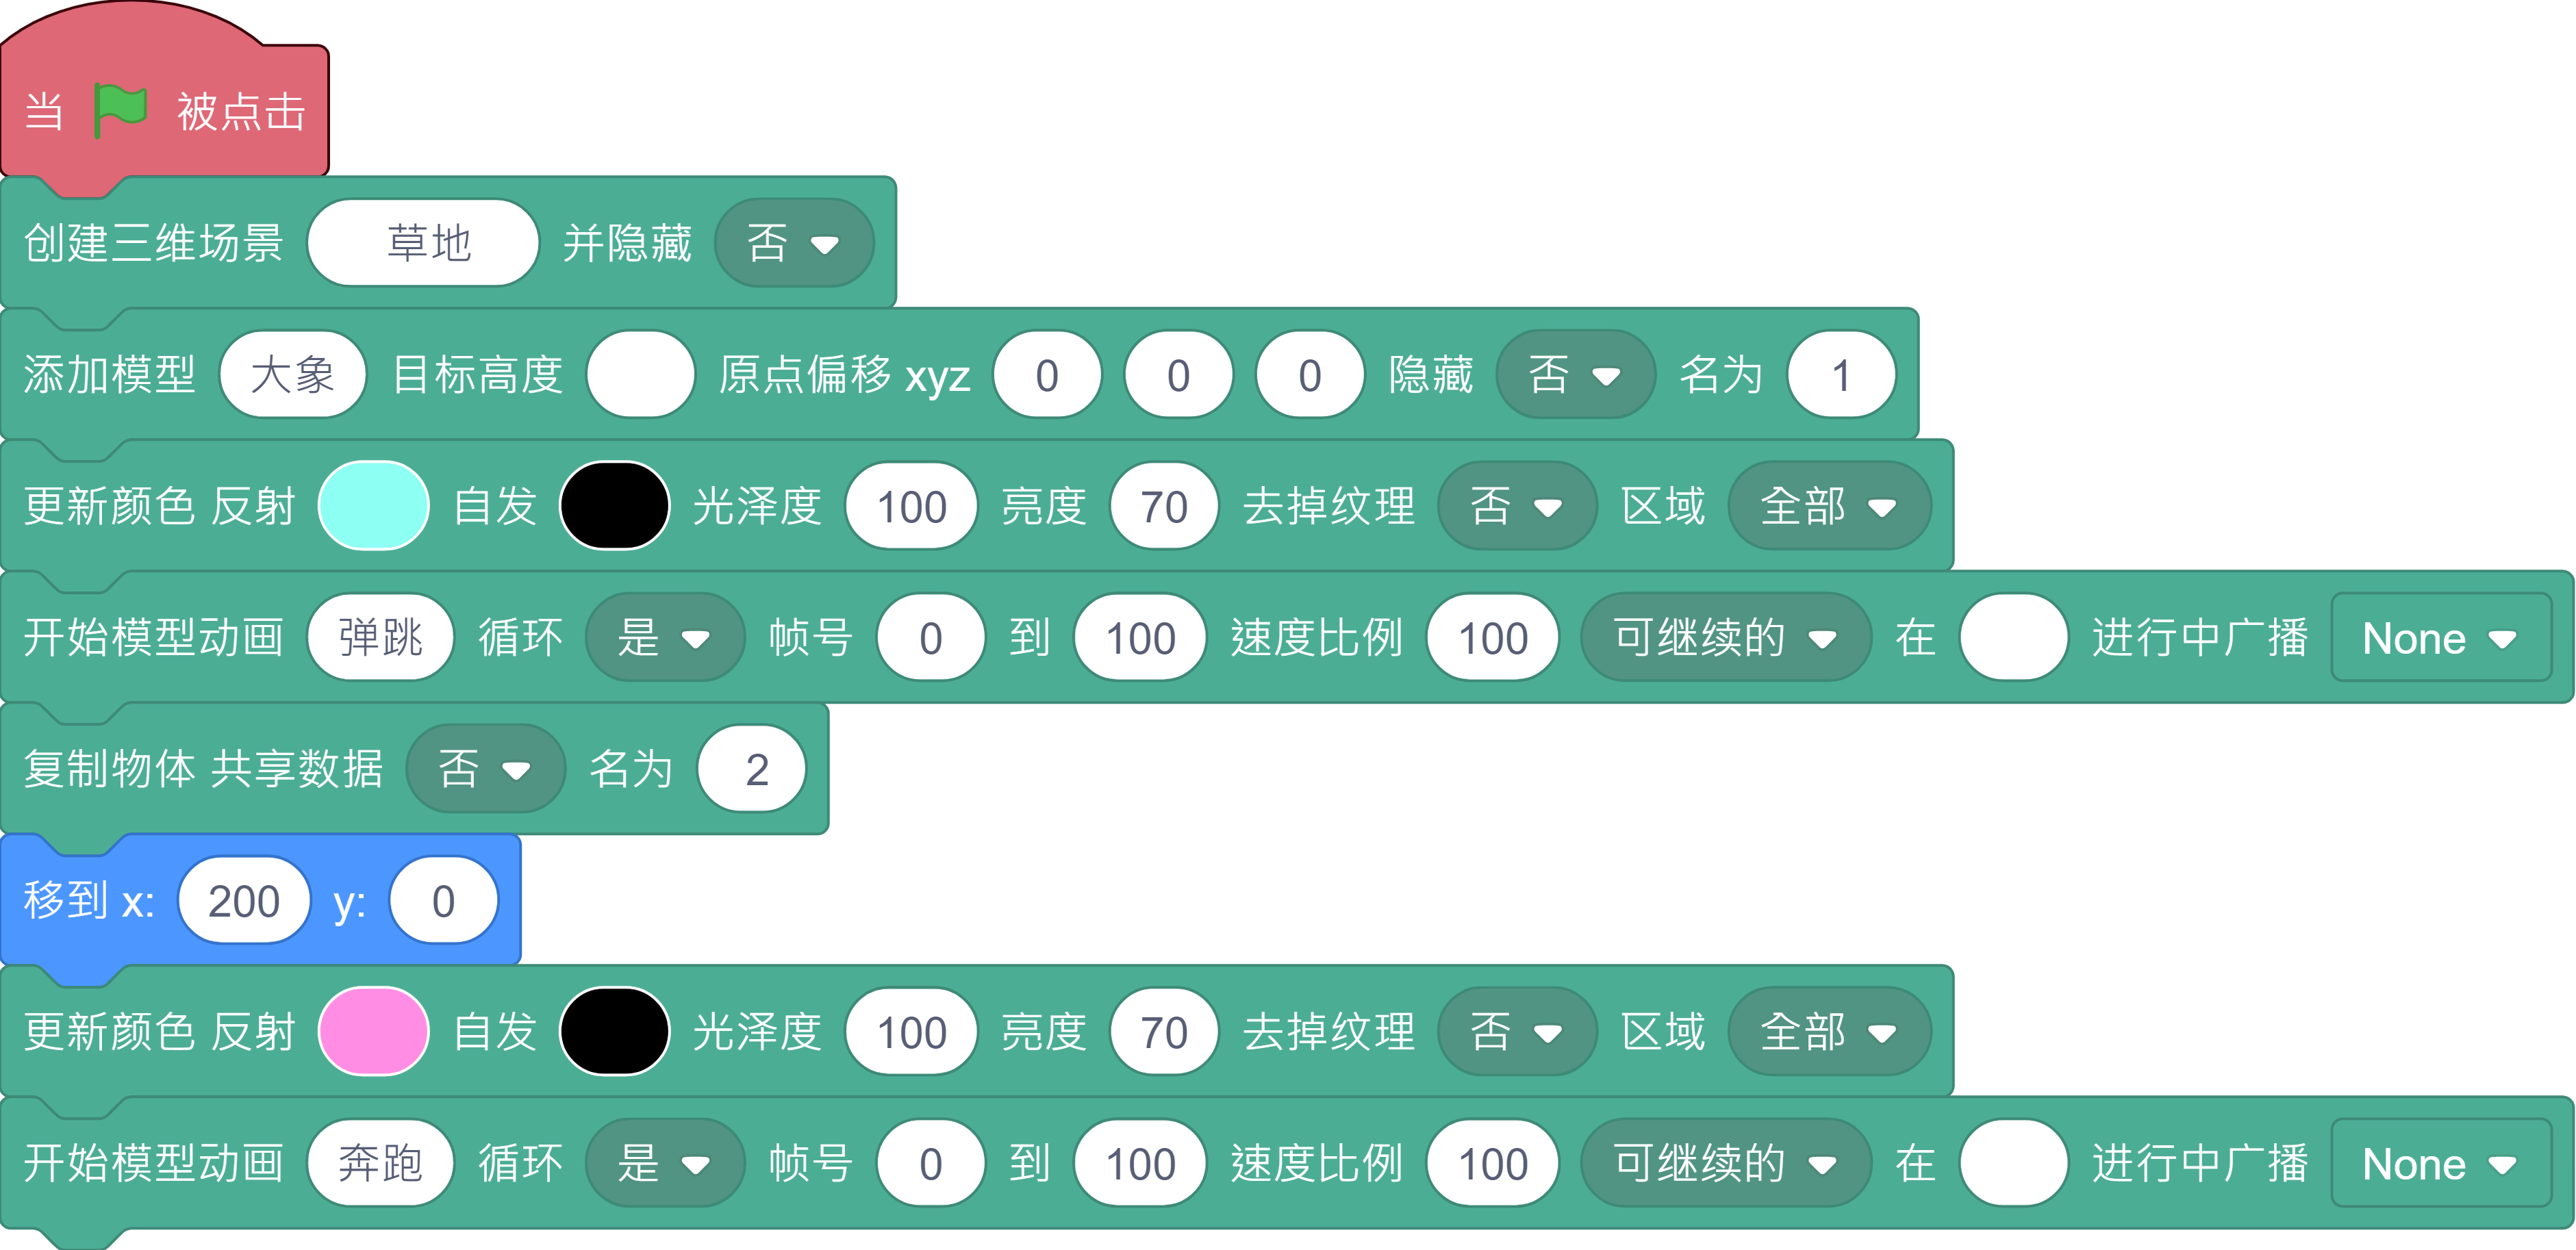 当 被点击
创建三维场景 草地 并隐藏 否
添加模型 大象 目标高度 原点偏移 xyz 0 0 0 隐藏 否 名为 1
更新颜色 反射 自发 光泽度 100 亮度 70 去掉纹理 否 区域 全部
开始模型动画 弹跳 循环 是 帧号 0 到 100 速度比例 100 可继续的 在 进行中广播 None
复制物体 共享数据 否 名为 2
移到 x: 200 y: 0
更新颜色 反射 自发 光泽度 100 亮度 70 去掉纹理 否 区域 全部
开始模型动画 奔跑 循环 是 帧号 0 到 100 速度比例 100 可继续的 在 进行中广播 None